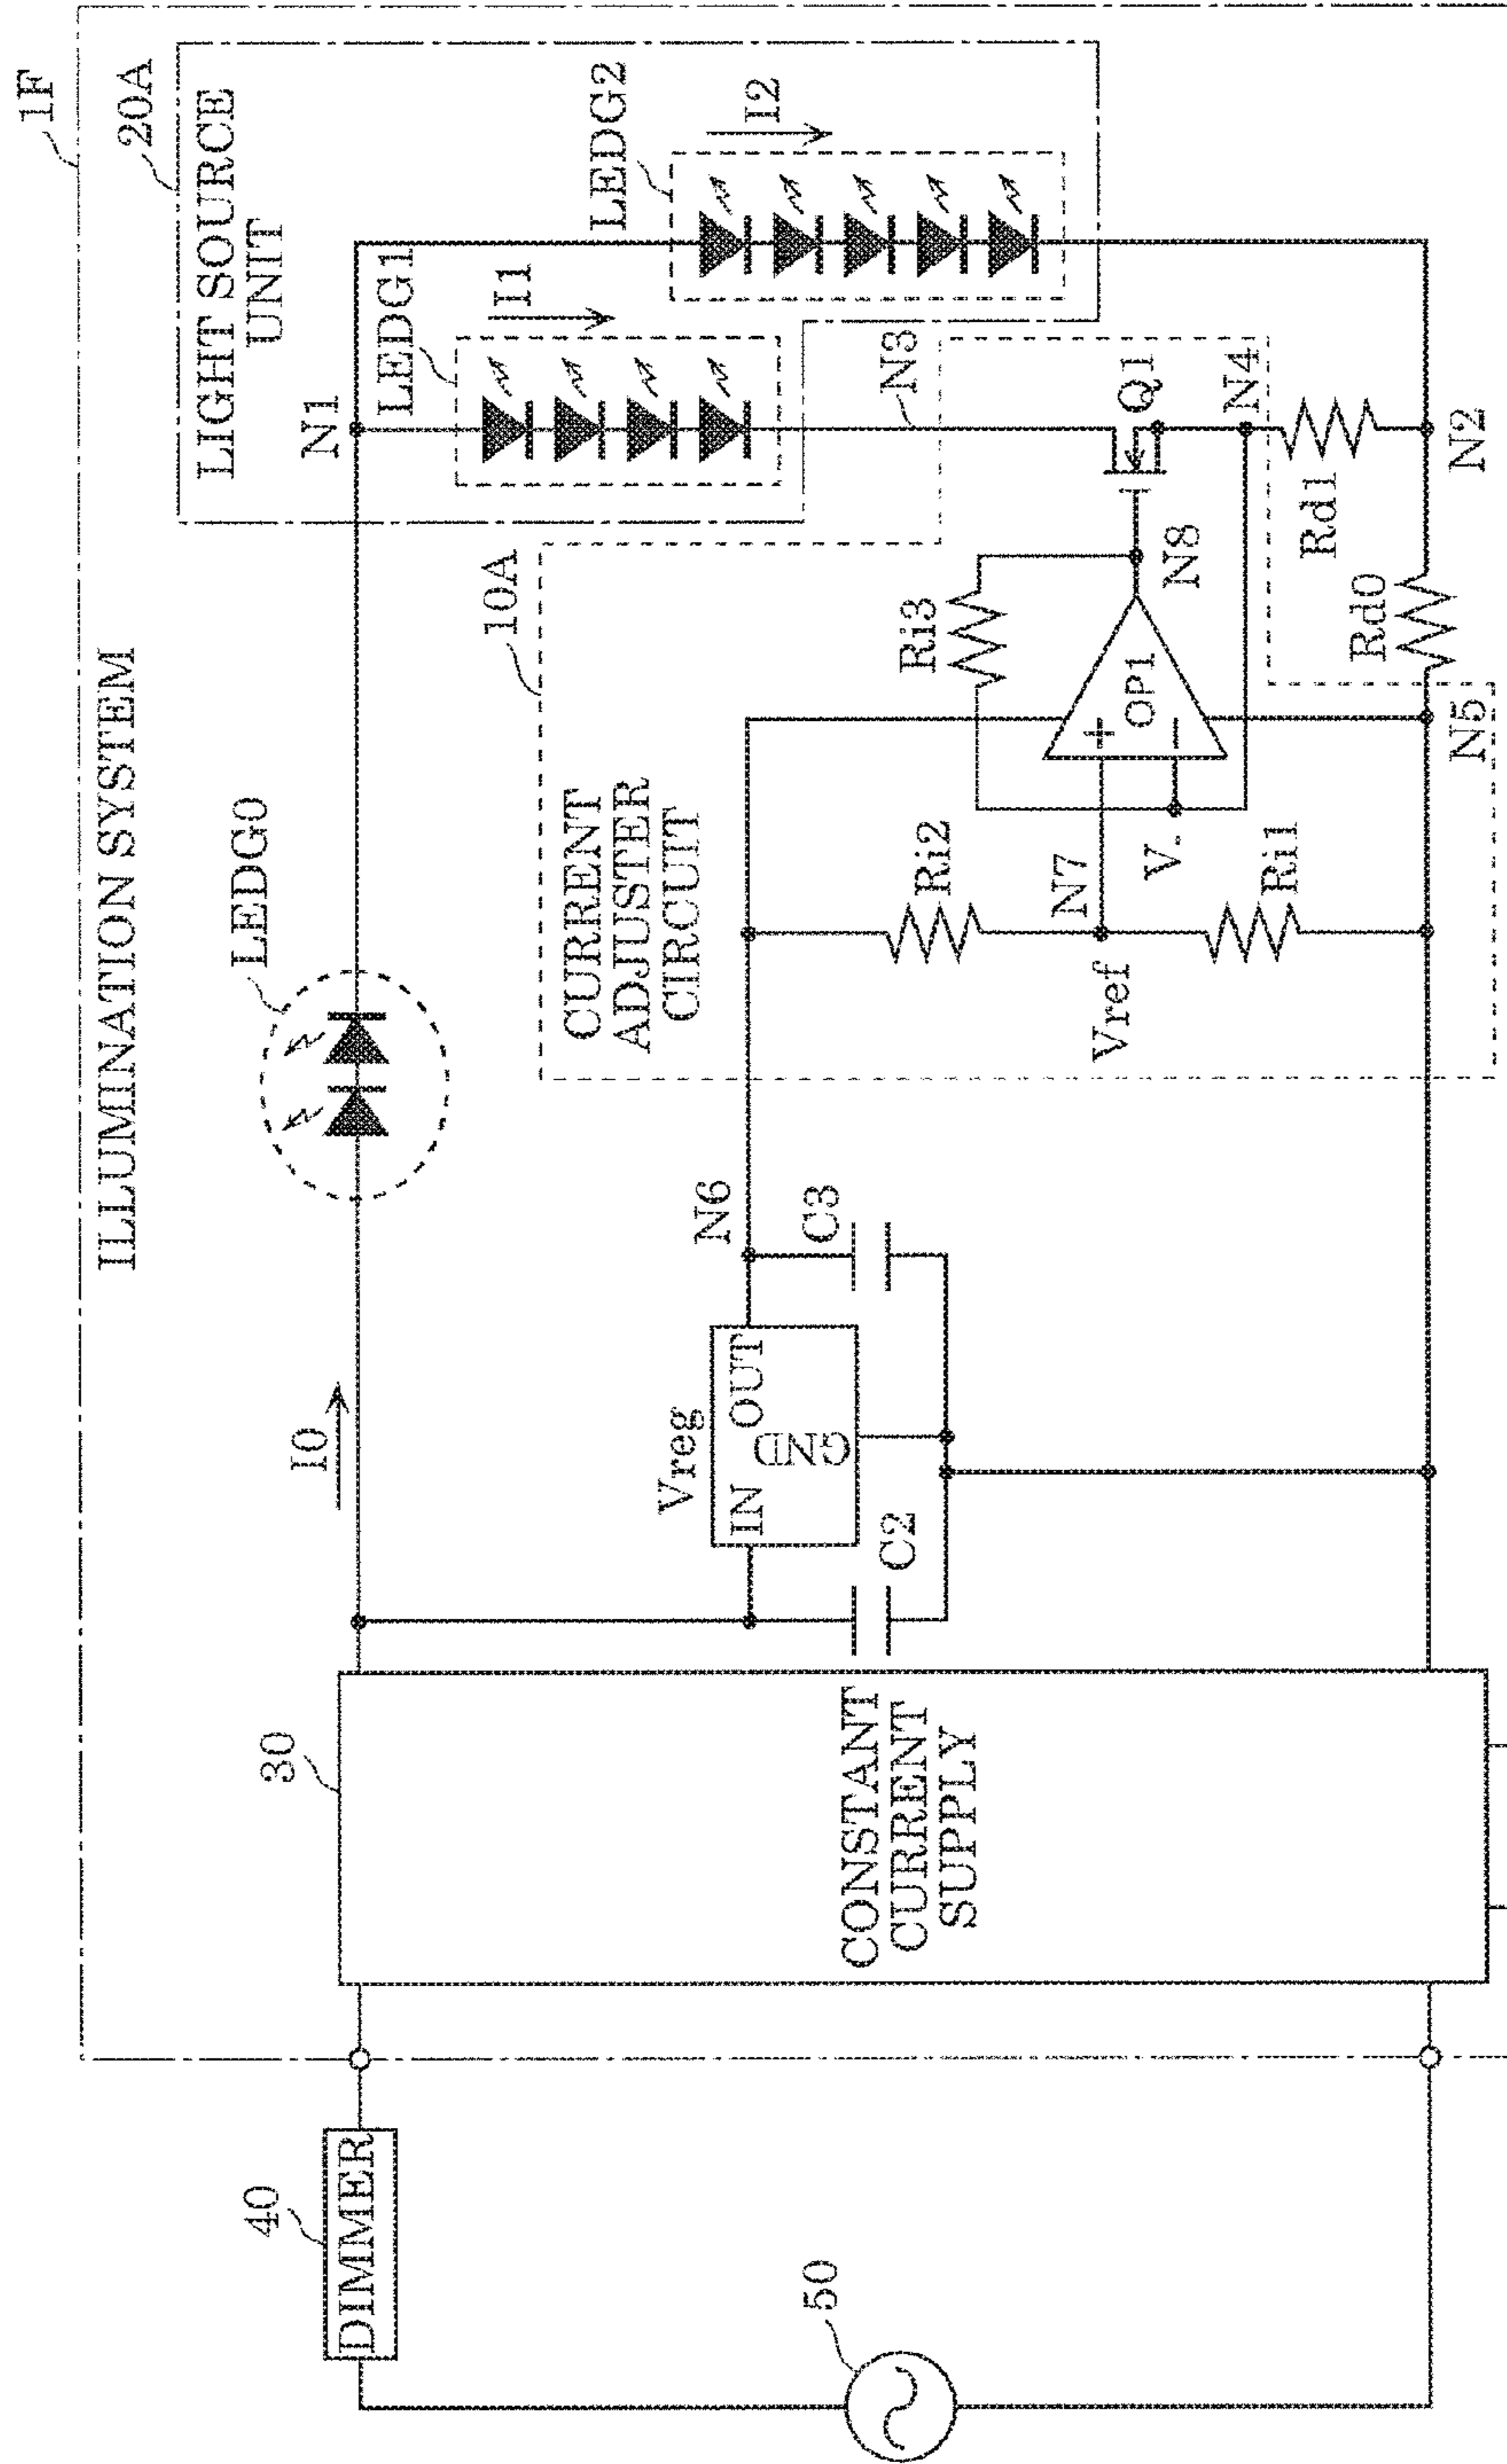 ILLUMINATION SYSTEM
1F
20A
LIGHT SOURCE
UNIT
LEDG0
N1
LEDG1
I1
LEDG2
I2
I0
10A
CURRENT
ADJUSTER
CIRCUIT
N3
Vreg
IN
OUT
GND
N6
C2
C3
Ri2
Ri3
N7
Vref
V.
+
−
OP1
N8
Q1
N4
Ri1
Rd1
Rd0
N5
N2
30
CONSTANT
CURRENT
SUPPLY
40
DIMMER
50